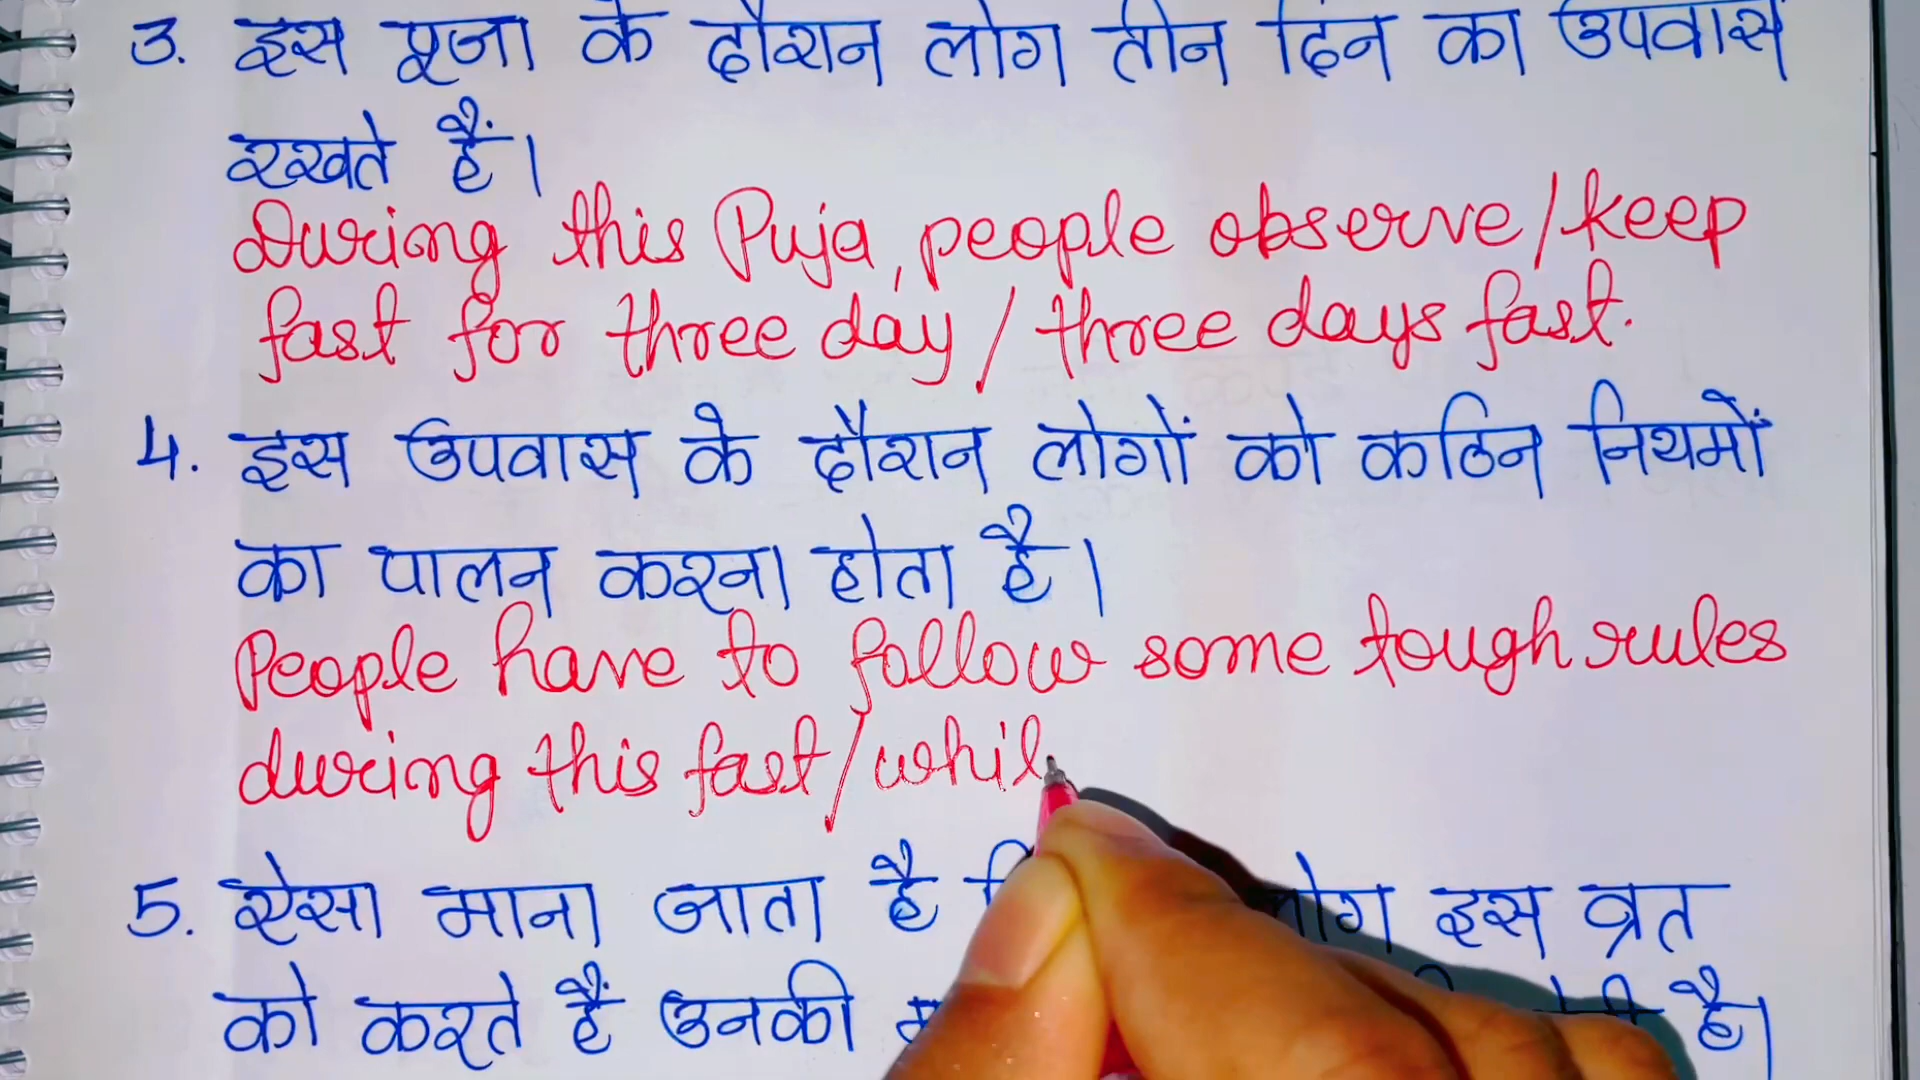 3. इस पूजा के दौरान लोग तीन दिन का उपवास
रखते हैं।
During this Puja, people observe/keep
fast for three day/three days fast.
4. इस उपवास के दौरान लोगों को कठिन नियमों
का पालन करना होता है।
People have to follow some tough rules
during this fast/whil
5. ऐसा माना जाता है लोग इस व्रत
को करते हैं उनकी है।